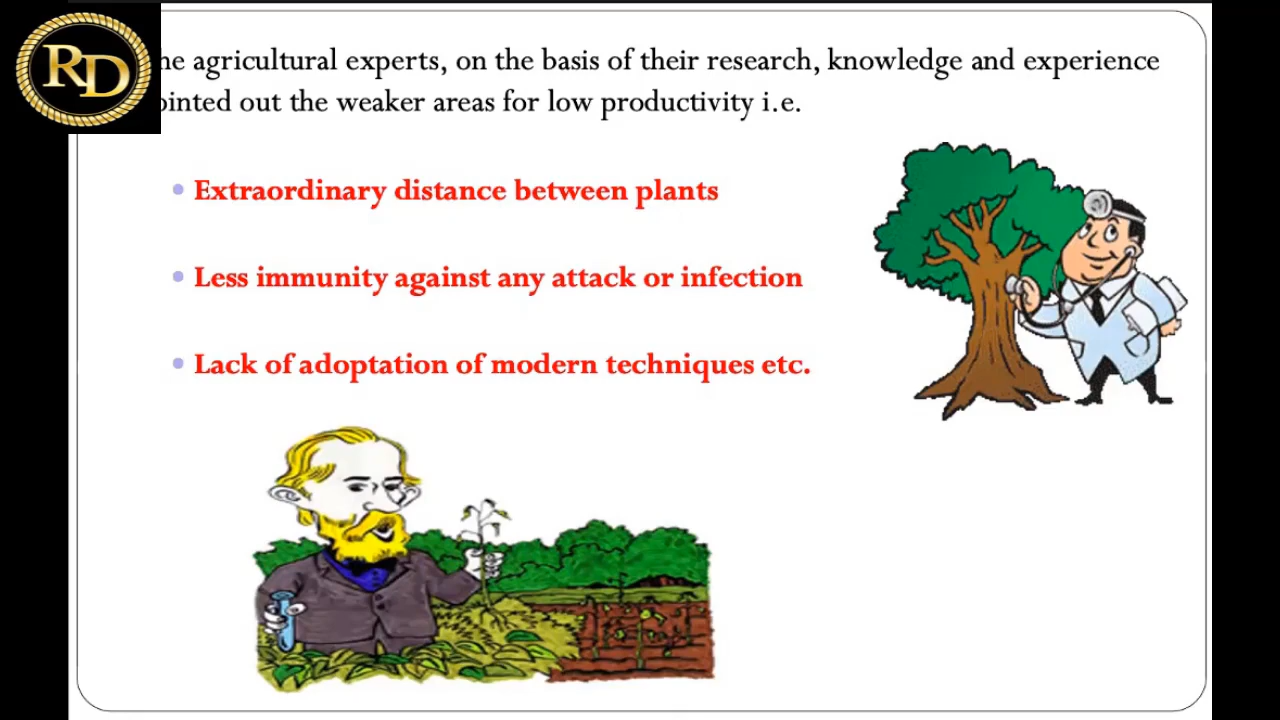 RD
he agricultural experts, on the basis of their research, knowledge and experience
ointed out the weaker areas for low productivity i.e.
• Extraordinary distance between plants
• Less immunity against any attack or infection
• Lack of adoptation of modern techniques etc.